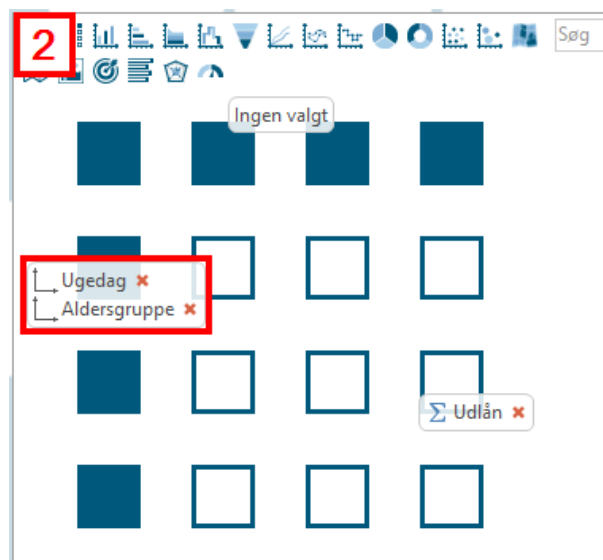 2
Søg
Ingen valgt
Ugedag
Aldersgruppe
Σ Udlån